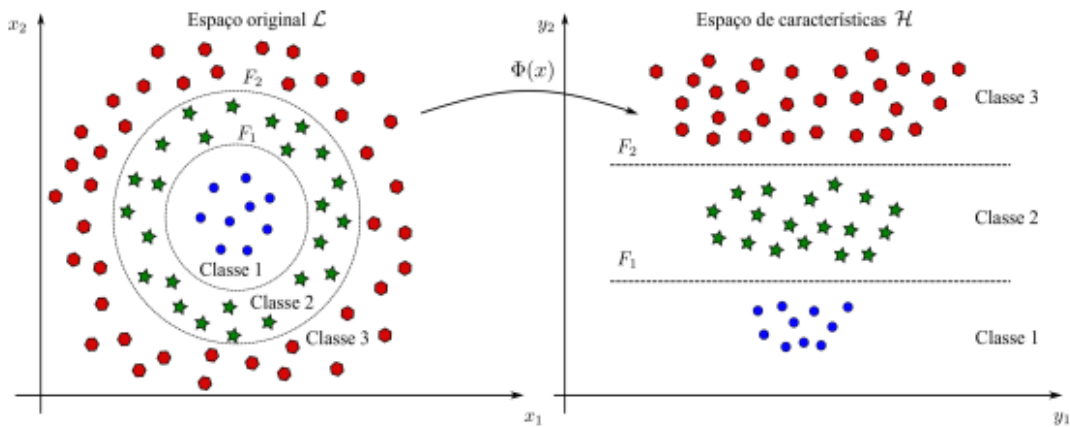 Espaço original ℒ
x₂
F₂
F₁
Classe 1
Classe 2
Classe 3
x₁
Φ(x)
Espaço de características ℋ
y₂
Classe 3
F₂
Classe 2
F₁
Classe 1
y₁